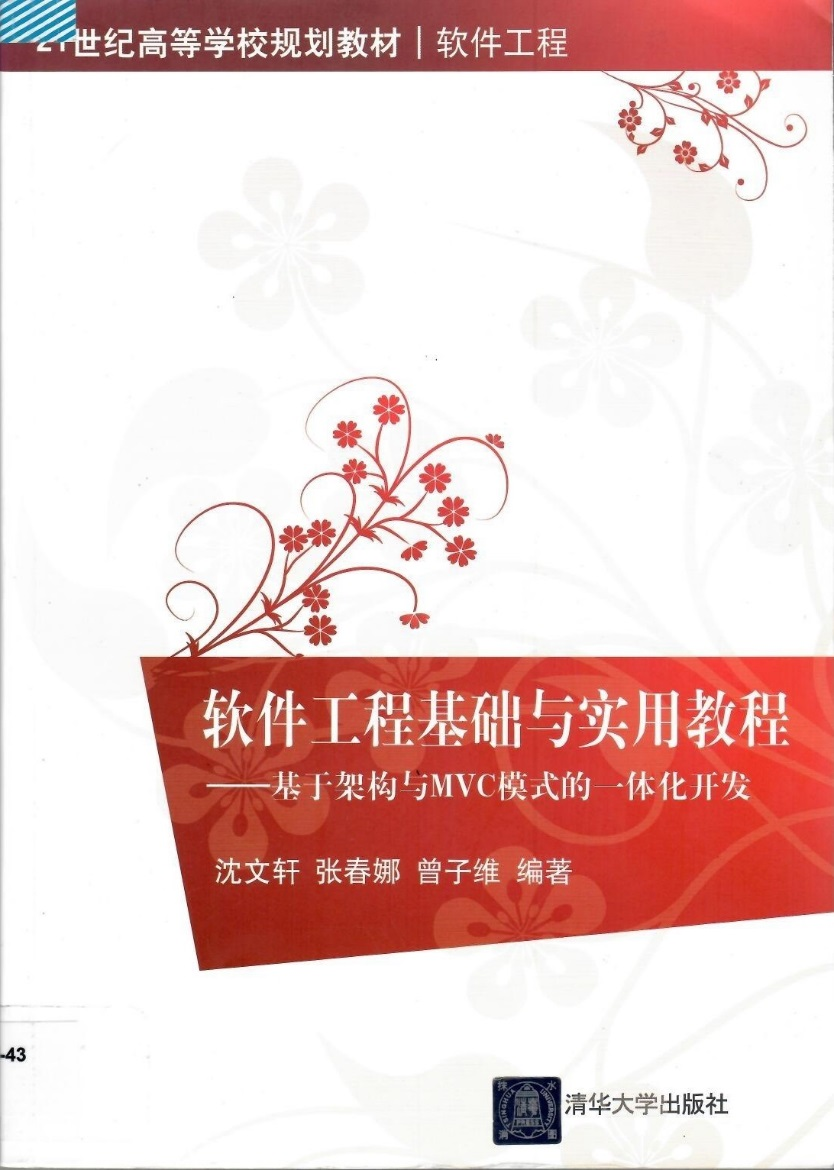 21世纪高等学校规划教材 | 软件工程
软件工程基础与实用教程
——基于架构与MVC模式的一体化开发
沈文轩 张春娜 曾子维 编著
-43
清华大学出版社